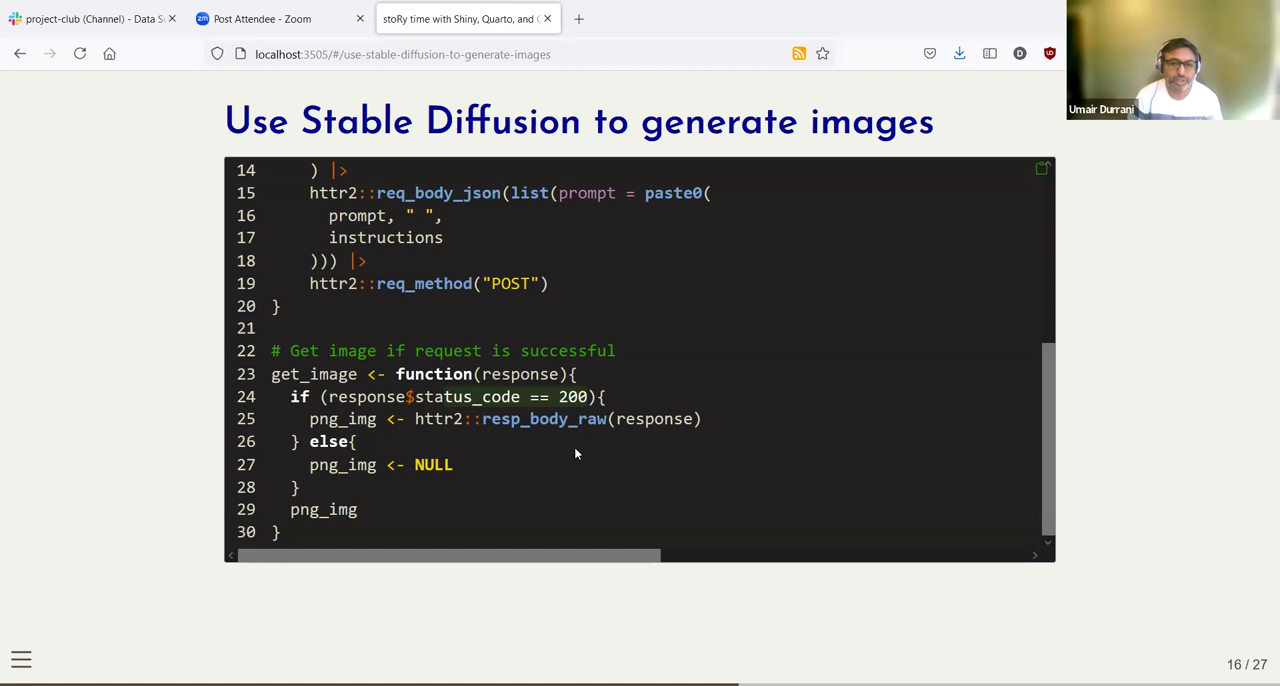 project-club (Channel) - Data S
Post Attendee - Zoom
stoRy time with Shiny, Quarto, and
localhost:3505/#/use-stable-diffusion-to-generate-images
Umair Durrani
Use Stable Diffusion to generate images
14 ) |>
15 httr2::req_body_json(list(prompt = paste0(
16 prompt, " ",
17 instructions
18 ))) |>
19 httr2::req_method("POST")
20 }
21
22 # Get image if request is successful
23 get_image <- function(response){
24 if (response$status_code == 200){
25 png_img <- httr2::resp_body_raw(response)
26 } else{
27 png_img <- NULL
28 }
29 png_img
30 }
16 / 27